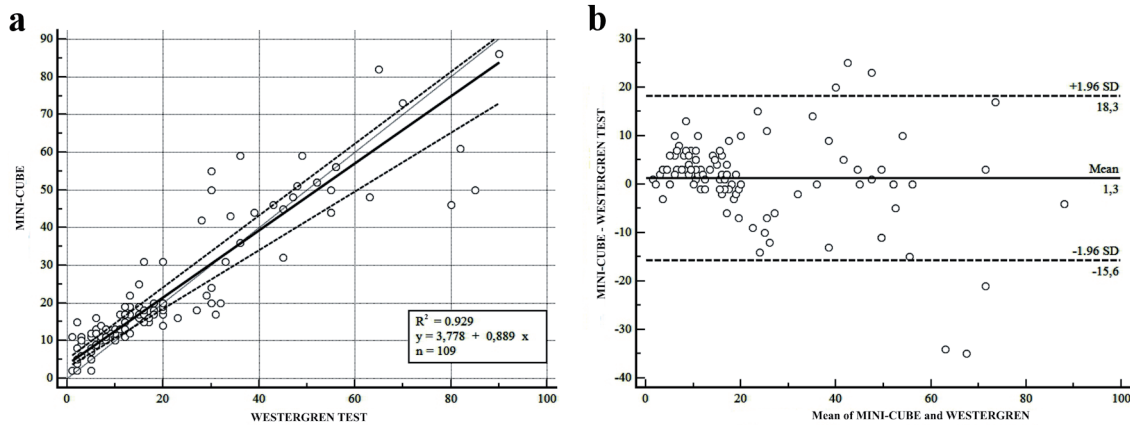 a
90
80
70
60
50
40
30
20
10
0
MINI-CUBE
R² = 0.929
y = 3,778 + 0,889 x
n = 109
0 20 40 60 80 100
WESTERGREN TEST
b
30
20
10
0
-10
-20
-30
-40
MINI-CUBE - WESTERGREN TEST
+1.96 SD
18,3
Mean
1,3
-1.96 SD
-15,6
0 20 40 60 80 100
Mean of MINI-CUBE and WESTERGREN